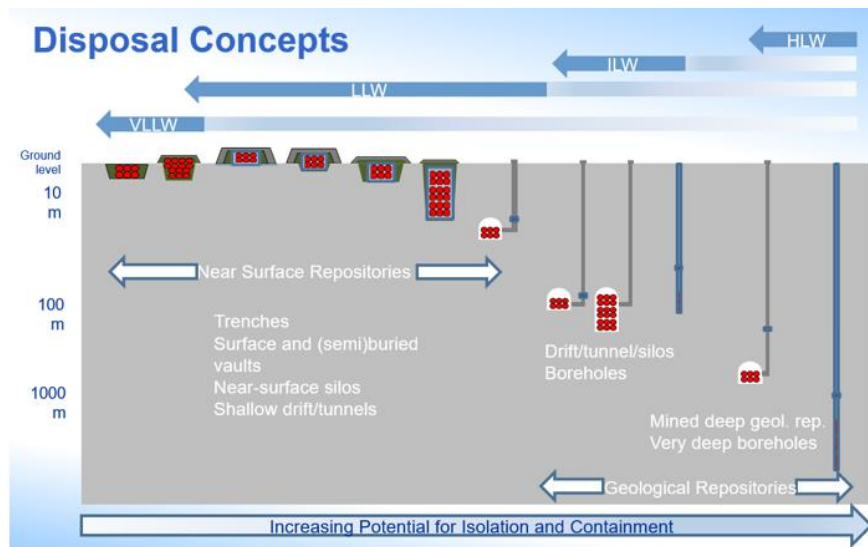 Disposal Concepts
HLW
ILW
LLW
VLLW
Ground
level
10
m
Near Surface Repositories
100
m
Trenches
Surface and (semi)buried
vaults
Near-surface silos
Shallow drift/tunnels
Drift/tunnel/silos
Boreholes
1000
m
Mined deep geol. rep.
Very deep boreholes
Geological Repositories
Increasing Potential for Isolation and Containment